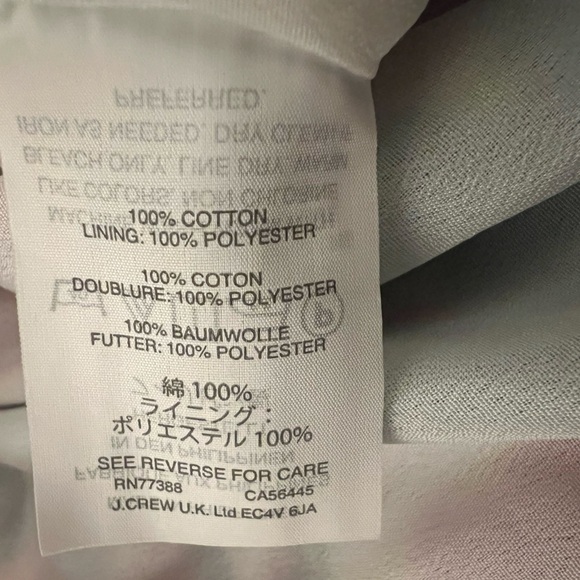 100% COTTON
LINING: 100% POLYESTER
100% COTON
DOUBLURE: 100% POLYESTER
100% BAUMWOLLE
FUTTER: 100% POLYESTER
綿 100%
ライニング :
ポリエステル 100%
SEE REVERSE FOR CARE
RN77388 CA56445
J.CREW U.K. Ltd EC4V 6JA